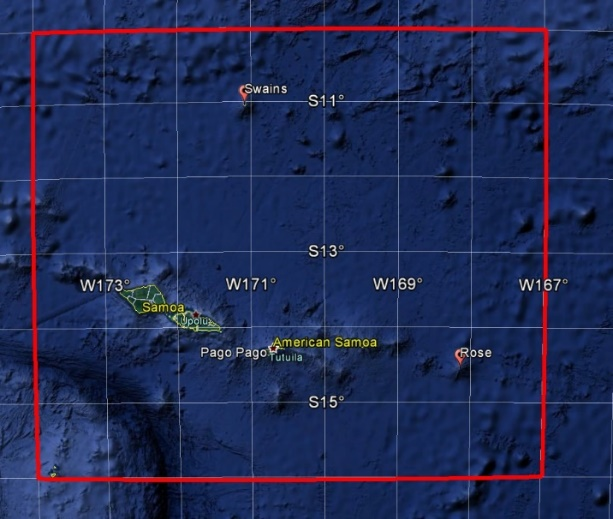 Swains
S11°
S13°
W173°
W171°
W169°
W167°
Samoa
Upolu
American Samoa
Pago Pago
Tutuila
Rose
S15°